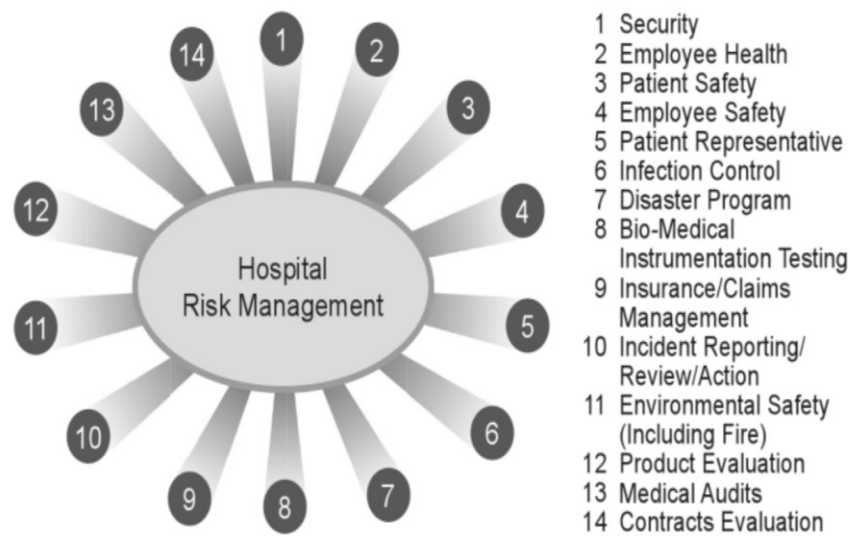 1
2
3
4
5
6
7
8
9
10
11
12
13
14
Hospital
Risk Management
1 Security
2 Employee Health
3 Patient Safety
4 Employee Safety
5 Patient Representative
6 Infection Control
7 Disaster Program
8 Bio-Medical
Instrumentation Testing
9 Insurance/Claims
Management
10 Incident Reporting/
Review/Action
11 Environmental Safety
(Including Fire)
12 Product Evaluation
13 Medical Audits
14 Contracts Evaluation